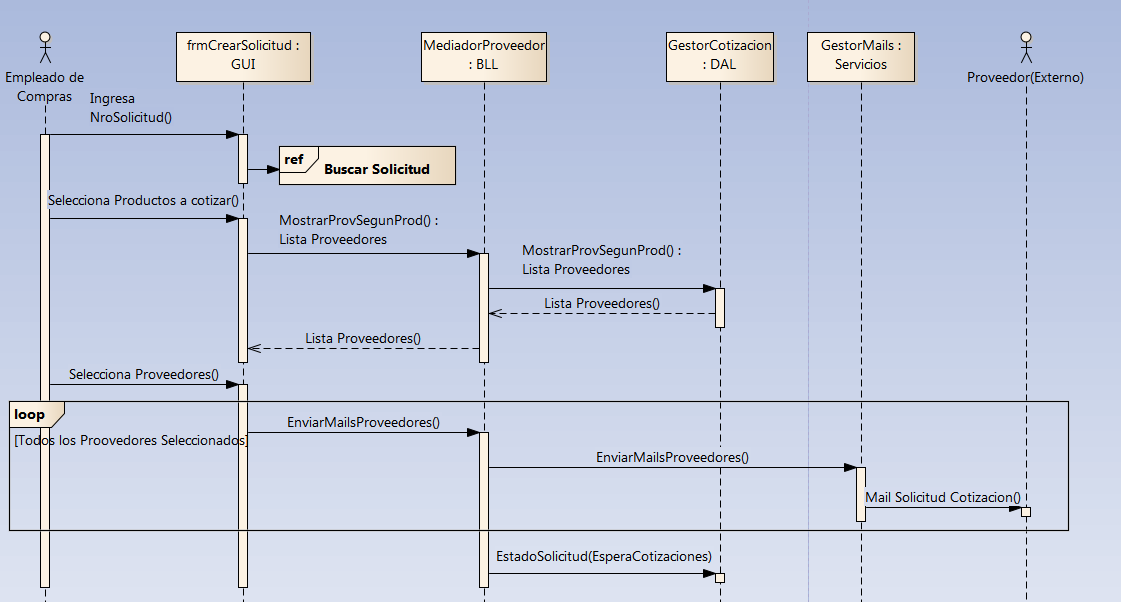 Empleado de
Compras
frmCrearSolicitud :
GUI
MediadorProveedor
: BLL
GestorCotizacion
: DAL
GestorMails :
Servicios
Proveedor(Externo)
Ingresa
NroSolicitud()
ref
Buscar Solicitud
Selecciona Productos a cotizar()
MostrarProvSegunProd() :
Lista Proveedores
MostrarProvSegunProd() :
Lista Proveedores
Lista Proveedores()
Lista Proveedores()
Selecciona Proveedores()
loop
[Todos los Proovedores Seleccionados]
EnviarMailsProveedores()
EnviarMailsProveedores()
Mail Solicitud Cotizacion()
EstadoSolicitud(EsperaCotizaciones)